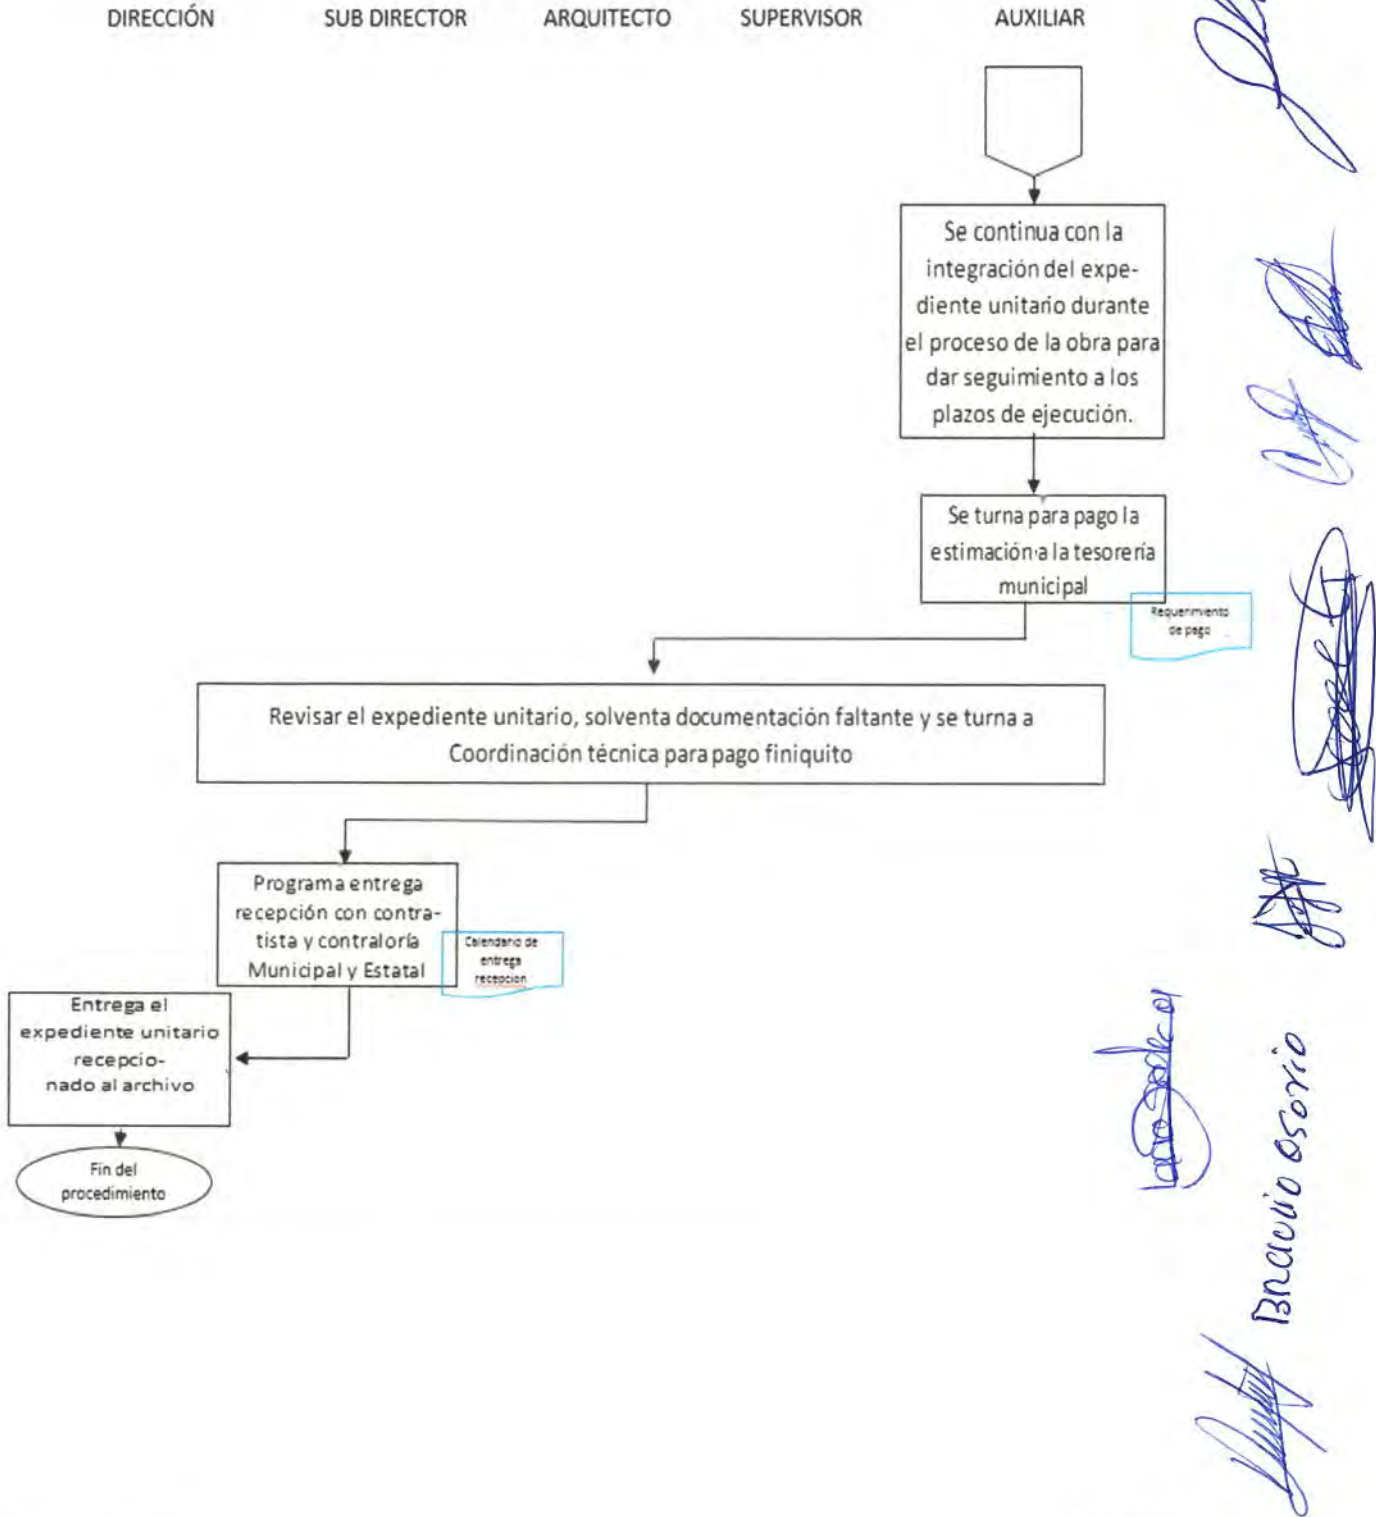 DIRECCIÓN SUB DIRECTOR ARQUITECTO SUPERVISOR AUXILIAR
Se continua con la
integración del expe-
diente unitario durante
el proceso de la obra para
dar seguimiento a los
plazos de ejecución.
Se turna para pago la
estimación a la tesorería
municipal
Requerimiento
de pago
Revisar el expediente unitario, solventa documentación faltante y se turna a
Coordinación técnica para pago finiquito
Programa entrega
recepción con contra-
tista y contraloría
Municipal y Estatal
Calendario de
entrega
recepcion
Entrega el
expediente unitario
recepcio-
nado al archivo
Fin del
procedimiento
Braulio Osorio